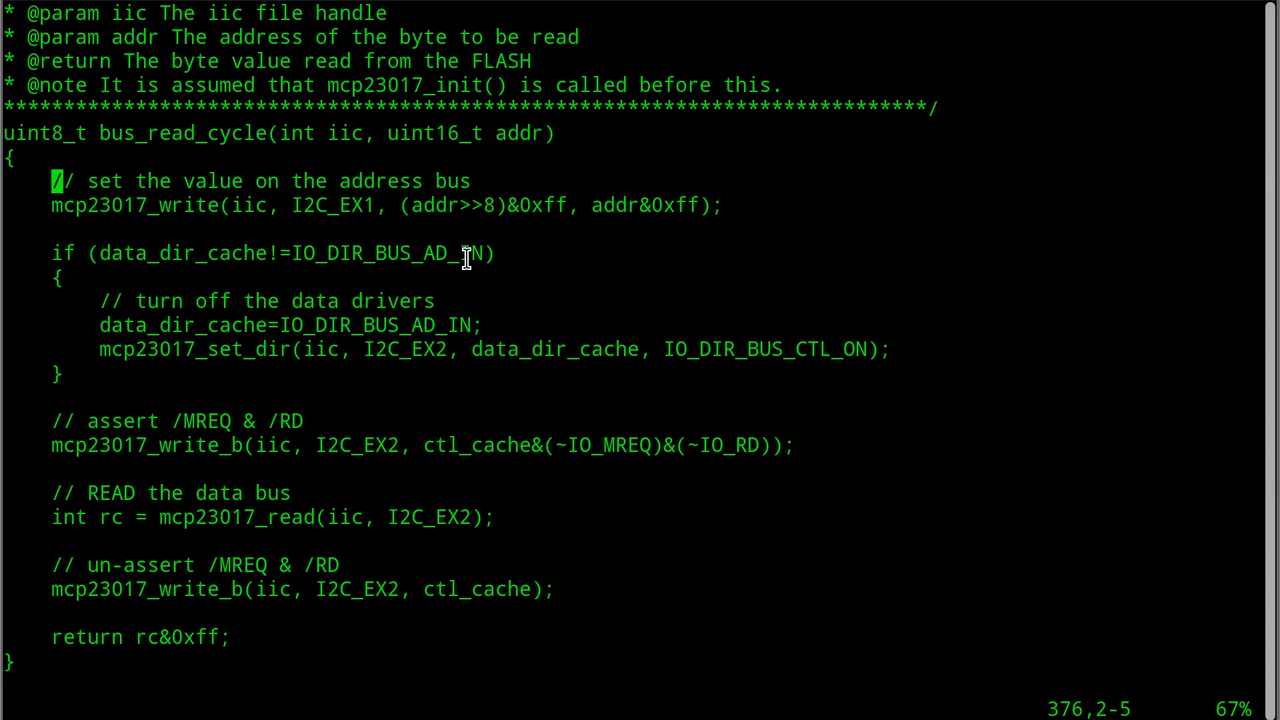 * @param iic The iic file handle
* @param addr The address of the byte to be read
* @return The byte value read from the FLASH
* @note It is assumed that mcp23017_init() is called before this.
*****************************************************************************/
uint8_t bus_read_cycle(int iic, uint16_t addr)
{
    // set the value on the address bus
    mcp23017_write(iic, I2C_EX1, (addr>>8)&0xff, addr&0xff);

    if (data_dir_cache!=IO_DIR_BUS_AD_IN)
    {
        // turn off the data drivers
        data_dir_cache=IO_DIR_BUS_AD_IN;
        mcp23017_set_dir(iic, I2C_EX2, data_dir_cache, IO_DIR_BUS_CTL_ON);
    }

    // assert /MREQ & /RD
    mcp23017_write_b(iic, I2C_EX2, ctl_cache&(~IO_MREQ)&(~IO_RD));

    // READ the data bus
    int rc = mcp23017_read(iic, I2C_EX2);

    // un-assert /MREQ & /RD
    mcp23017_write_b(iic, I2C_EX2, ctl_cache);

    return rc&0xff;
}
376,2-5 67%